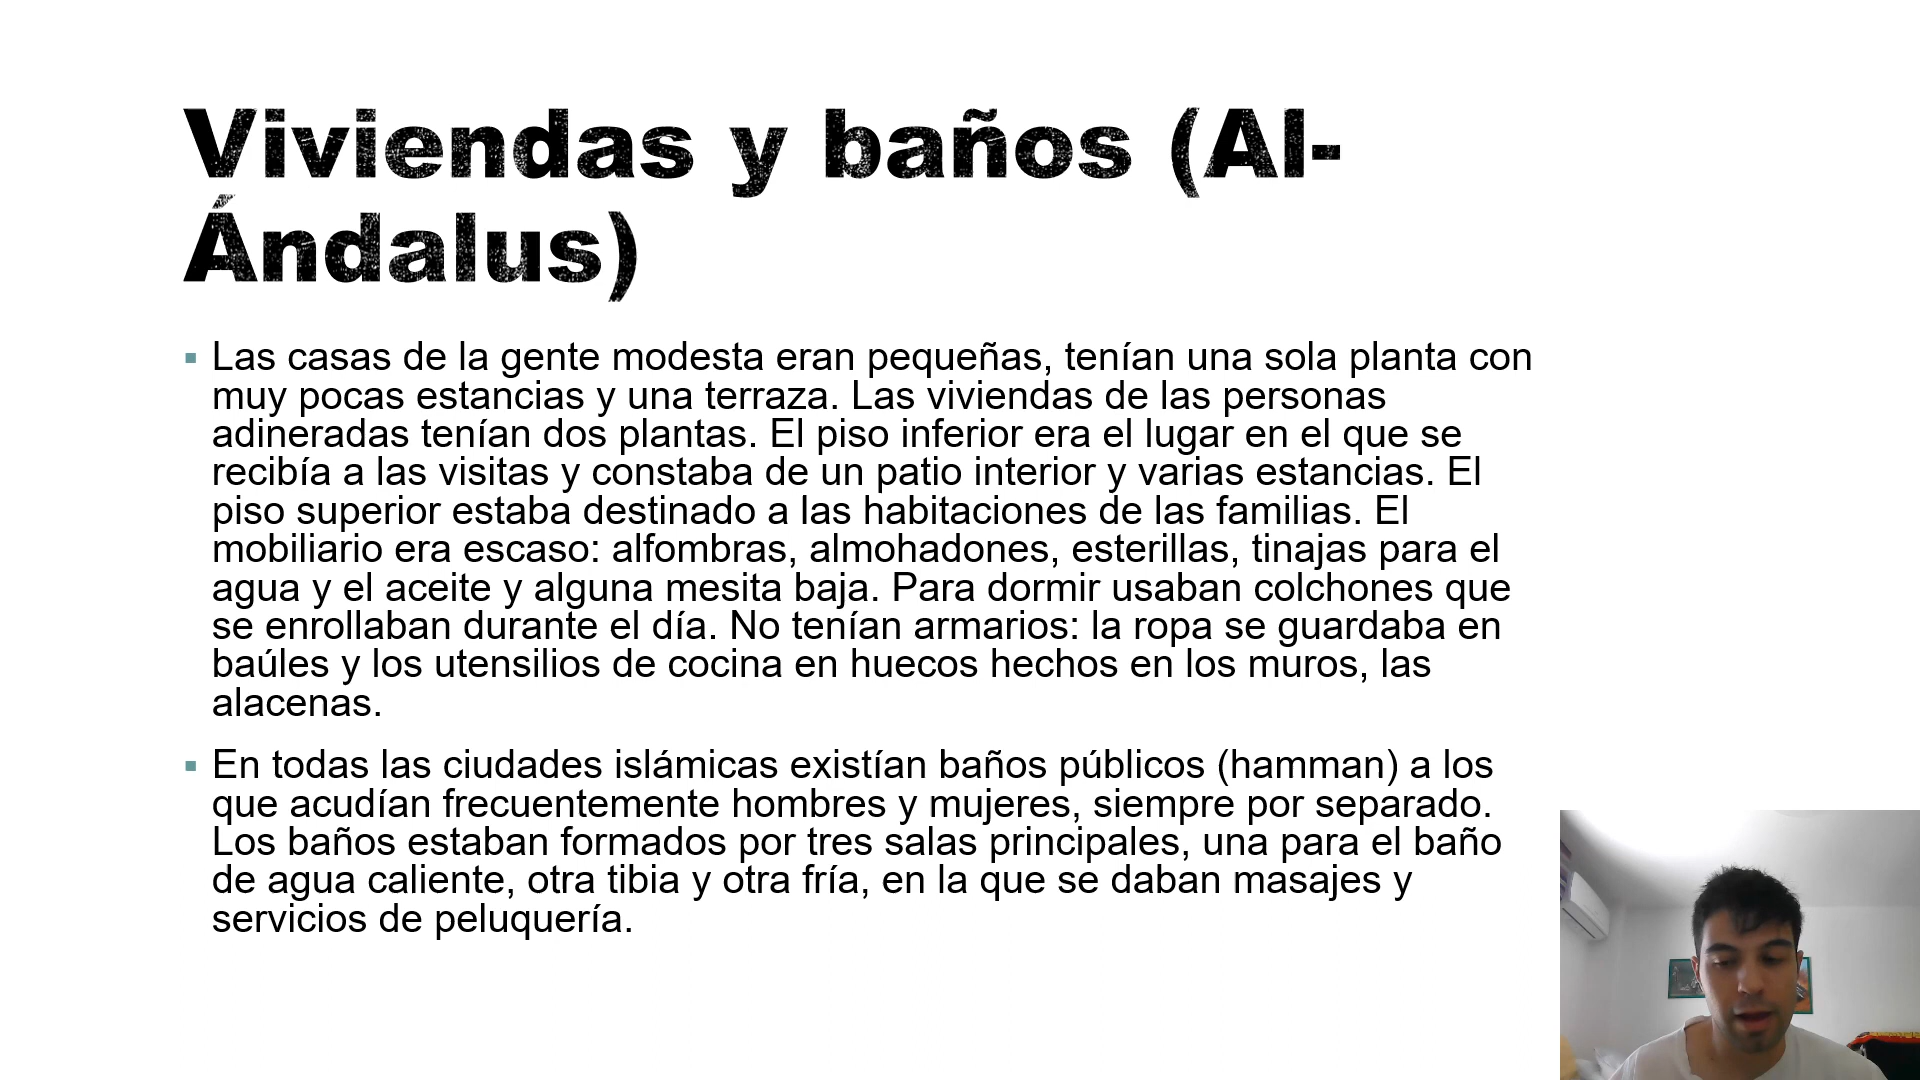 Viviendas y baños (Al-
Ándalus)
▪ Las casas de la gente modesta eran pequeñas, tenían una sola planta con
muy pocas estancias y una terraza. Las viviendas de las personas
adineradas tenían dos plantas. El piso inferior era el lugar en el que se
recibía a las visitas y constaba de un patio interior y varias estancias. El
piso superior estaba destinado a las habitaciones de las familias. El
mobiliario era escaso: alfombras, almohadones, esterillas, tinajas para el
agua y el aceite y alguna mesita baja. Para dormir usaban colchones que
se enrollaban durante el día. No tenían armarios: la ropa se guardaba en
baúles y los utensilios de cocina en huecos hechos en los muros, las
alacenas.
▪ En todas las ciudades islámicas existían baños públicos (hamman) a los
que acudían frecuentemente hombres y mujeres, siempre por separado.
Los baños estaban formados por tres salas principales, una para el baño
de agua caliente, otra tibia y otra fría, en la que se daban masajes y
servicios de peluquería.